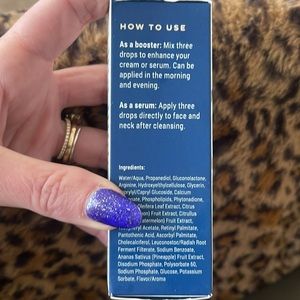 HOW TO USE
As a booster: Mix three
drops to enhance your
cream or serum. Can be
applied in the morning
and evening.
As a serum: Apply three
drops directly to face and
neck after cleansing.
Ingredients:
Water/Aqua, Propanediol, Gluconolactone,
Arginine, Hydroxyethylcellulose, Glycerin,
Caprylyl/Capryl Glucoside, Calcium
Phospholipids, Phytonadione,
Leaf Extract,
Fruit Extract, Citrullus
Fruit Extract,
Acetate, Retinyl Palmitate,
Pantothenic Acid, Ascorbyl Palmitate,
Cholecalciferol, Leuconostoc/Radish Root
Ferment Filtrate, Sodium Benzoate,
Ananas Sativus (Pineapple) Fruit Extract,
Disodium Phosphate, Polysorbate 60,
Sodium Phosphate, Glucose, Potassium
Sorbate, Flavor/Aroma